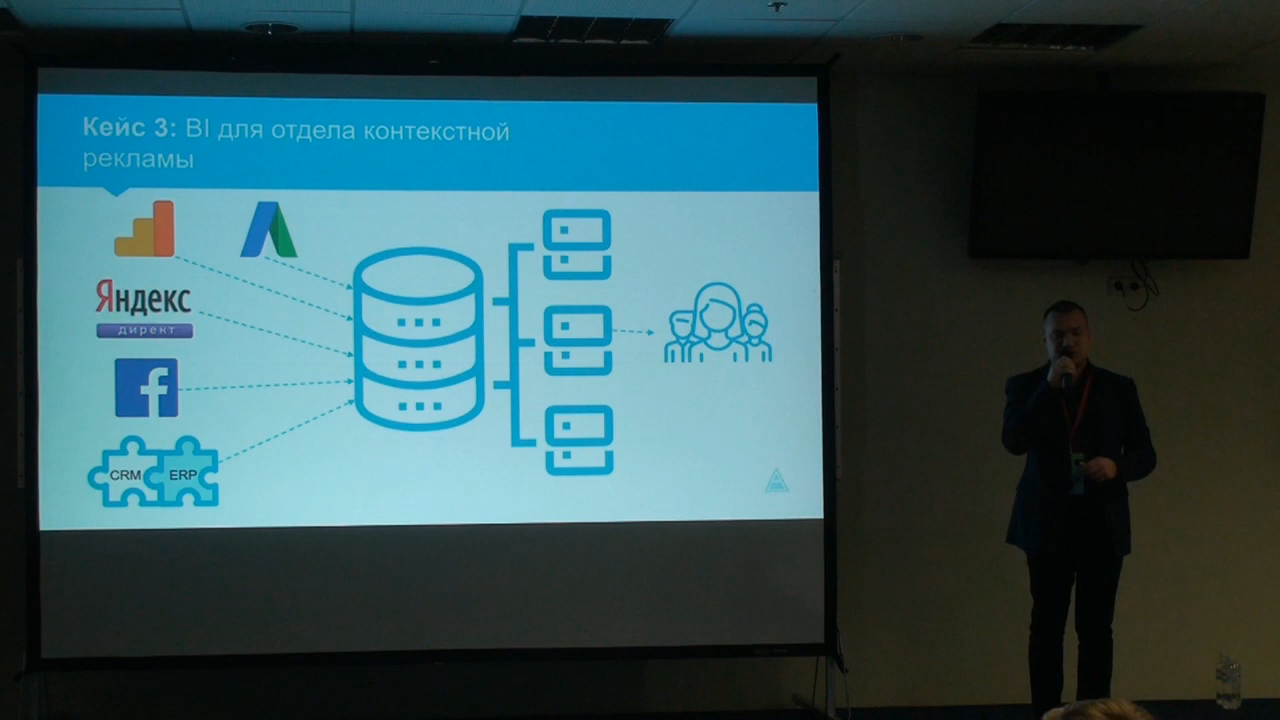 Кейс 3: BI для отдела контекстной
рекламы
Яндекс
директ
CRM ERP